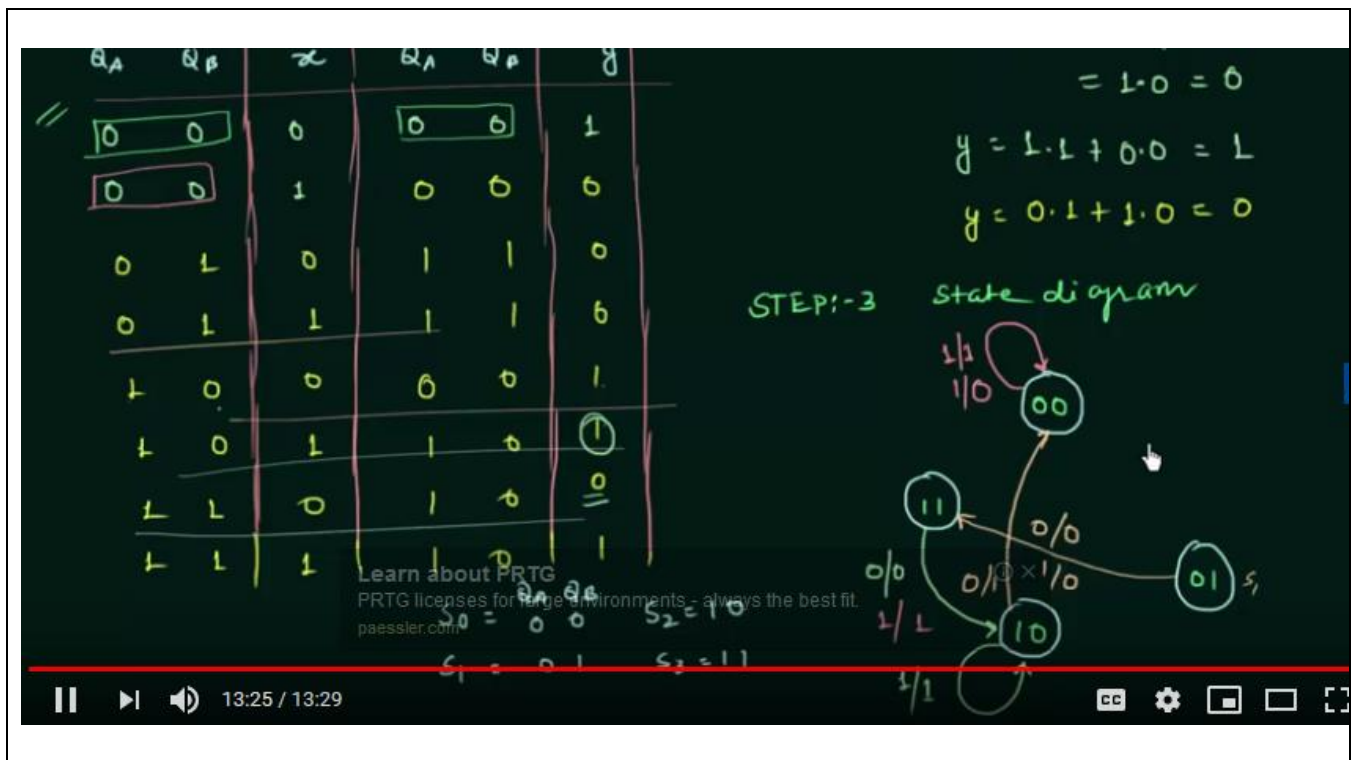 QA QB x QA QB y
0 0 0 0 0 1
0 0 1 0 0 0
0 1 0 1 1 0
0 1 1 1 1 0
1 0 0 0 0 1
1 0 1 1 0 1
1 1 0 1 0 0
1 1 1 1 0 1
QA QB
S0 = 0 0 S2 = 1 0
S1 = 0 1 S3 = 11
= 1.0 = 0
y = 1.1 + 0.0 = 1
y = 0.1 + 1.0 = 0
STEP:-3 State diagram
1/1
1/0
00
11
0/0
0/0
0/1
1/0
01 S1
1/1
10
1/1
Learn about PRTG
PRTG licenses for large environments - always the best fit.
paessler.com
13:25 / 13:29
CC